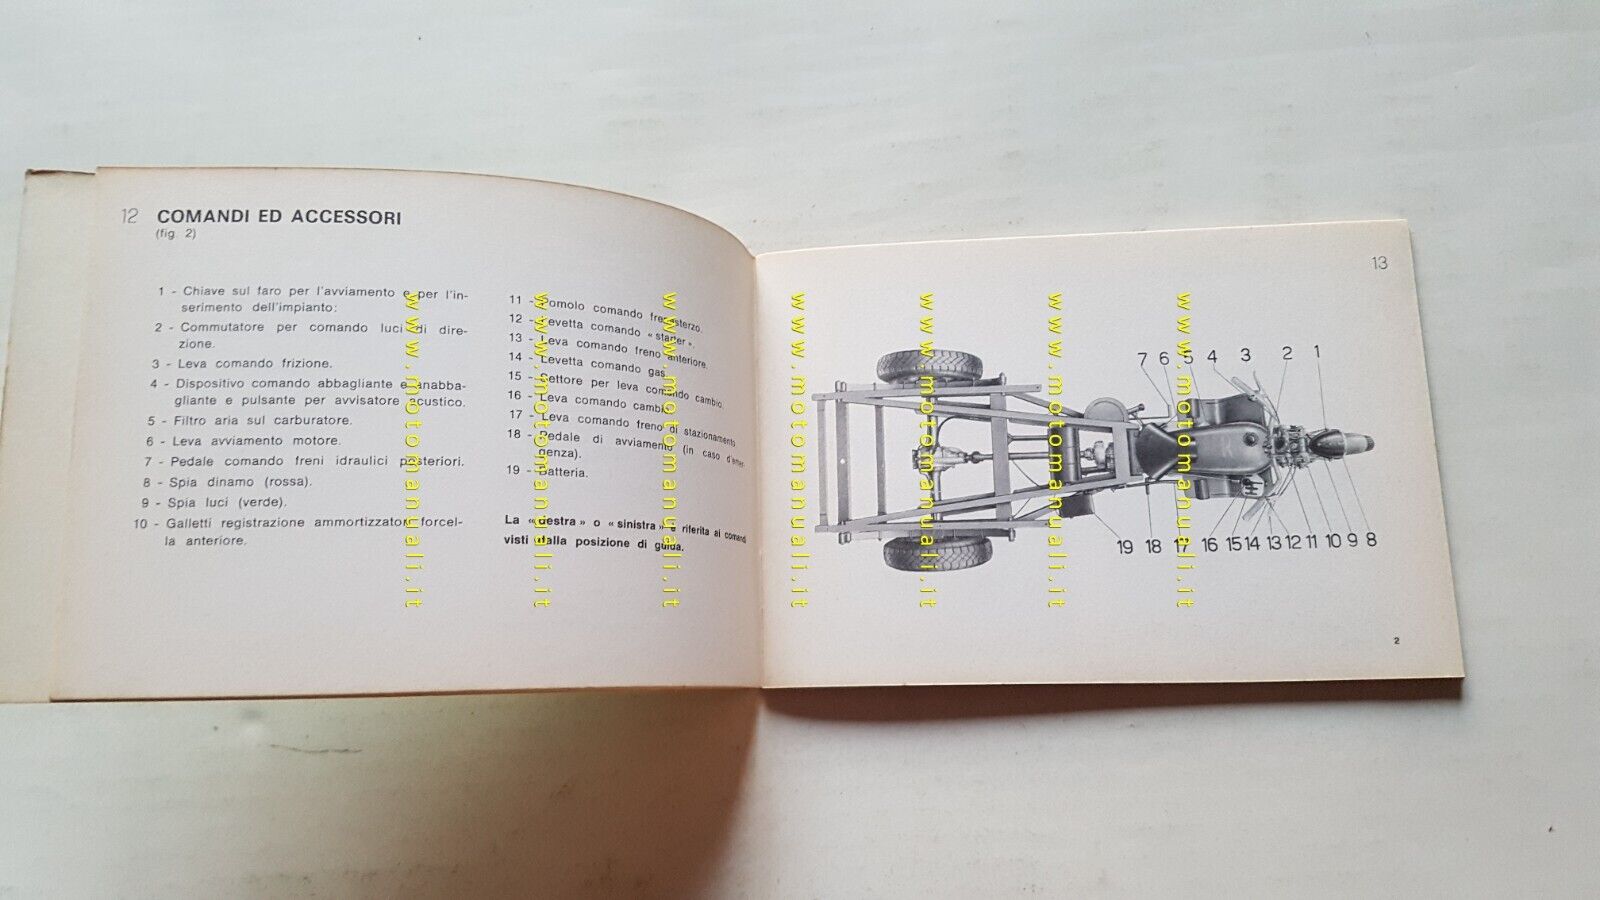 12 COMANDI ED ACCESSORI
(fig. 2)
1 - Chiave sul faro per l'avviamento e per l'in-
serimento dell'impianto:
2 - Commutatore per comando luci di dire-
zione.
3 - Leva comando frizione.
4 - Dispositivo comando abbagliante e anabba-
gliante e pulsante per avvisatore acustico.
5 - Filtro aria sul carburatore.
6 - Leva avviamento motore.
7 - Pedale comando freni idraulici posteriori.
8 - Spia dinamo (rossa).
9 - Spia luci (verde).
10 - Galletti registrazione ammortizzatori forcel-
la anteriore.
11 - Pomolo comando frenasterzo.
12 - Levetta comando « starter ».
13 - Leva comando freno anteriore.
14 - Levetta comando gas.
15 - Settore per leva comando cambio.
16 - Leva comando cambio.
17 - Leva comando freno di stazionamento.
18 - Pedale di avviamento (in caso d'emer-
genza).
19 - Batteria.
La « destra » o « sinistra » è riferita ai comandi
visti dalla posizione di guida.
13
7 6 5 4 3 2 1
19 18 17 16 15 14 13 12 11 10 9 8
2
www.motomanuali.it
www.motomanuali.it
www.motomanuali.it
www.motomanuali.it
www.motomanuali.it
www.motomanuali.it
www.motomanuali.it